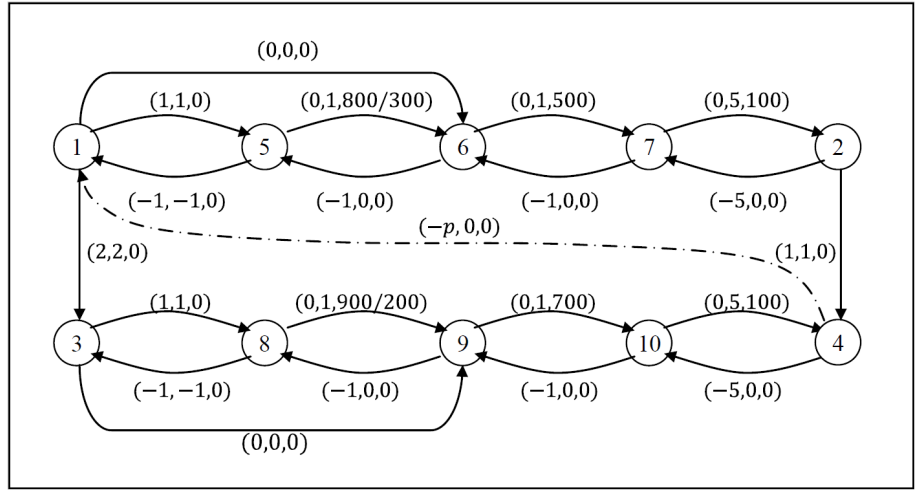 (0,0,0)
(1,1,0) (0,1,800/300) (0,1,500) (0,5,100)
1 5 6 7 2
(−1,−1,0) (−1,0,0) (−1,0,0) (−5,0,0)
(−p,0,0)
(2,2,0) (1,1,0)
(1,1,0) (0,1,900/200) (0,1,700) (0,5,100)
3 8 9 10 4
(−1,−1,0) (−1,0,0) (−1,0,0) (−5,0,0)
(0,0,0)